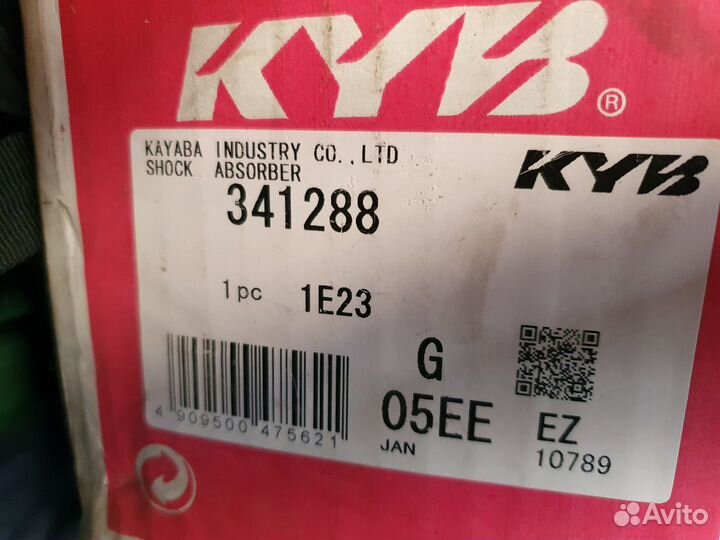 KYB®
KAYABA INDUSTRY CO.,LTD
SHOCK ABSORBER
KYB
341288
1pc 1E23
G
4 909500 475621
05EE EZ
JAN
10789
Avito